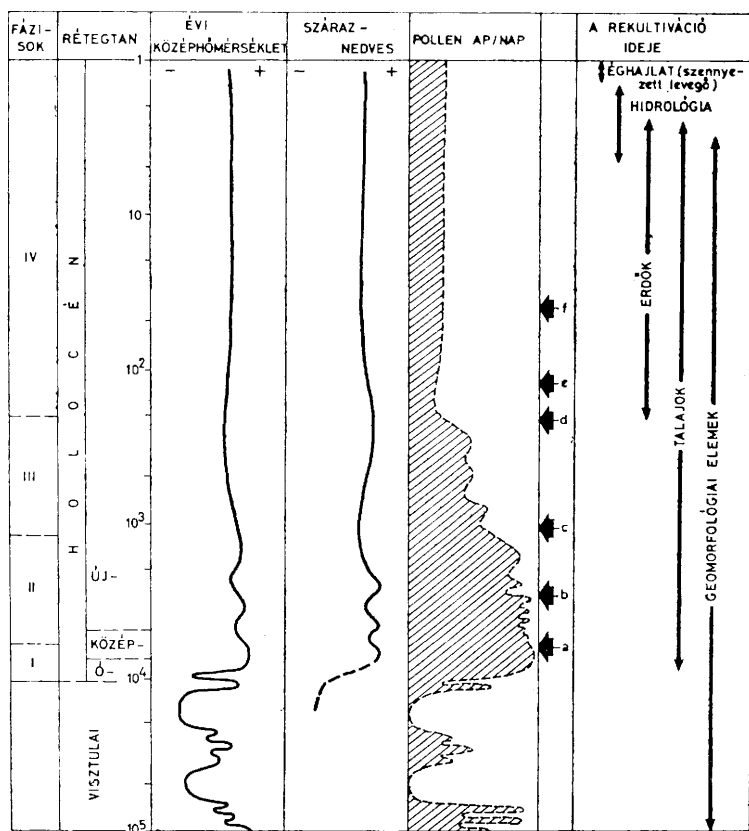 FÁZI-
SOK
RÉTEGTAN
ÉVI
KÖZÉPHŐMÉRSÉKLET
SZÁRAZ-
NEDVES
POLLEN AP/NAP
A REKULTIVÁCIÓ
IDEJE
1
- +
- +
ÉGHAJLAT (szennye-
zett levegő)
HIDROLÓGIA
10
IV
HOLOCÉN
ERDŐK
f
10²
e
d
TALAJOK
GEOMORFOLÓGIAI ELEMEK
III
10³
c
II
ÚJ-
b
KÖZÉP-
a
I
Ó-
10⁴
VISZTULAI
10⁵